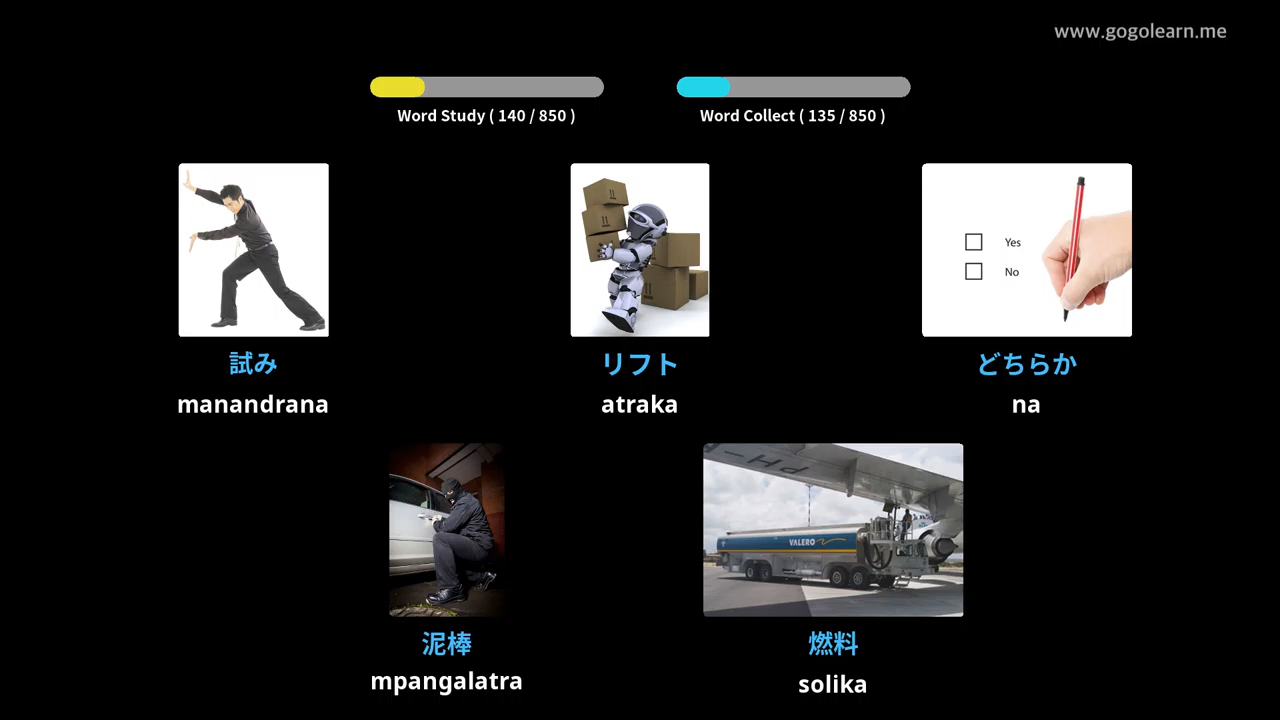 www.gogolearn.me
Word Study ( 140 / 850 )
Word Collect ( 135 / 850 )
Yes
No
試み
manandrana
リフト
atraka
どちらか
na
PH-
VALERO
泥棒
mpangalatra
燃料
solika